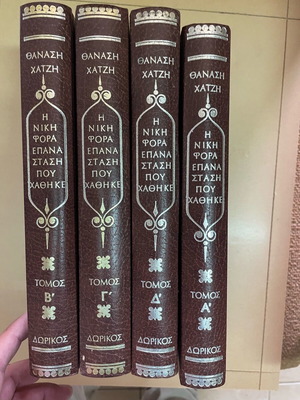 ΘΑΝΑΣΗ
ΧΑΤΖΗ
Η
ΝΙΚΗ
ΦΟΡΑ
ΕΠΑΝΑ
ΣΤΑΣΗ
ΠΟΥ
ΧΑΘΗΚΕ
ΤΟΜΟΣ
Β'
ΔΩΡΙΚΟΣ
ΘΑΝΑΣΗ
ΧΑΤΖΗ
Η
ΝΙΚΗ
ΦΟΡΑ
ΕΠΑΝΑ
ΣΤΑΣΗ
ΠΟΥ
ΧΑΘΗΚΕ
ΤΟΜΟΣ
Γ'
ΔΩΡΙΚΟΣ
ΘΑΝΑΣΗ
ΧΑΤΖΗ
Η
ΝΙΚΗ
ΦΟΡΑ
ΕΠΑΝΑ
ΣΤΑΣΗ
ΠΟΥ
ΧΑΘΗΚΕ
ΤΟΜΟΣ
Δ'
ΔΩΡΙΚΟΣ
ΘΑΝΑΣΗ
ΧΑΤΖΗ
Η
ΝΙΚΗ
ΦΟΡΑ
ΕΠΑΝΑ
ΣΤΑΣΗ
ΠΟΥ
ΧΑΘΗΚΕ
ΤΟΜΟΣ
Α'
ΔΩΡΙΚΟΣ